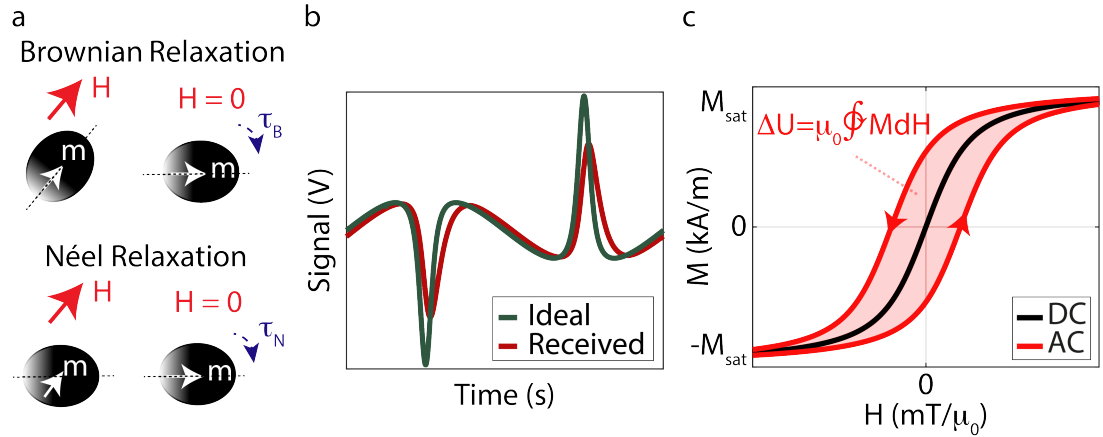 a
Brownian Relaxation
H
H = 0
τB
m
m
Néel Relaxation
H
H = 0
τN
m
m
b
Signal (V)
Ideal
Received
Time (s)
c
Msat
ΔU=μ₀∮MdH
M (kA/m)
0
-Msat
DC
AC
0
H (mT/μ₀)